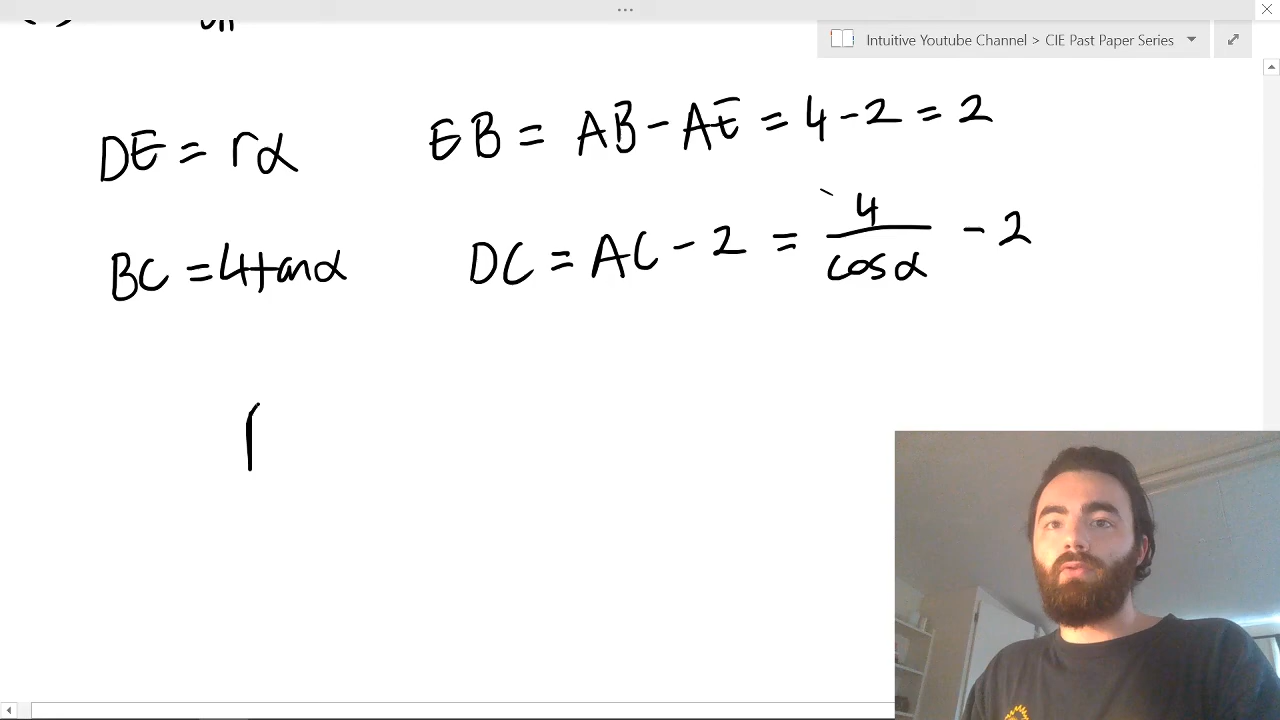 Intuitive Youtube Channel > CIE Past Paper Series
DE = rα
EB = AB - AE = 4 - 2 = 2
BC = 4tanα
DC = AC - 2 = 4/cosα - 2